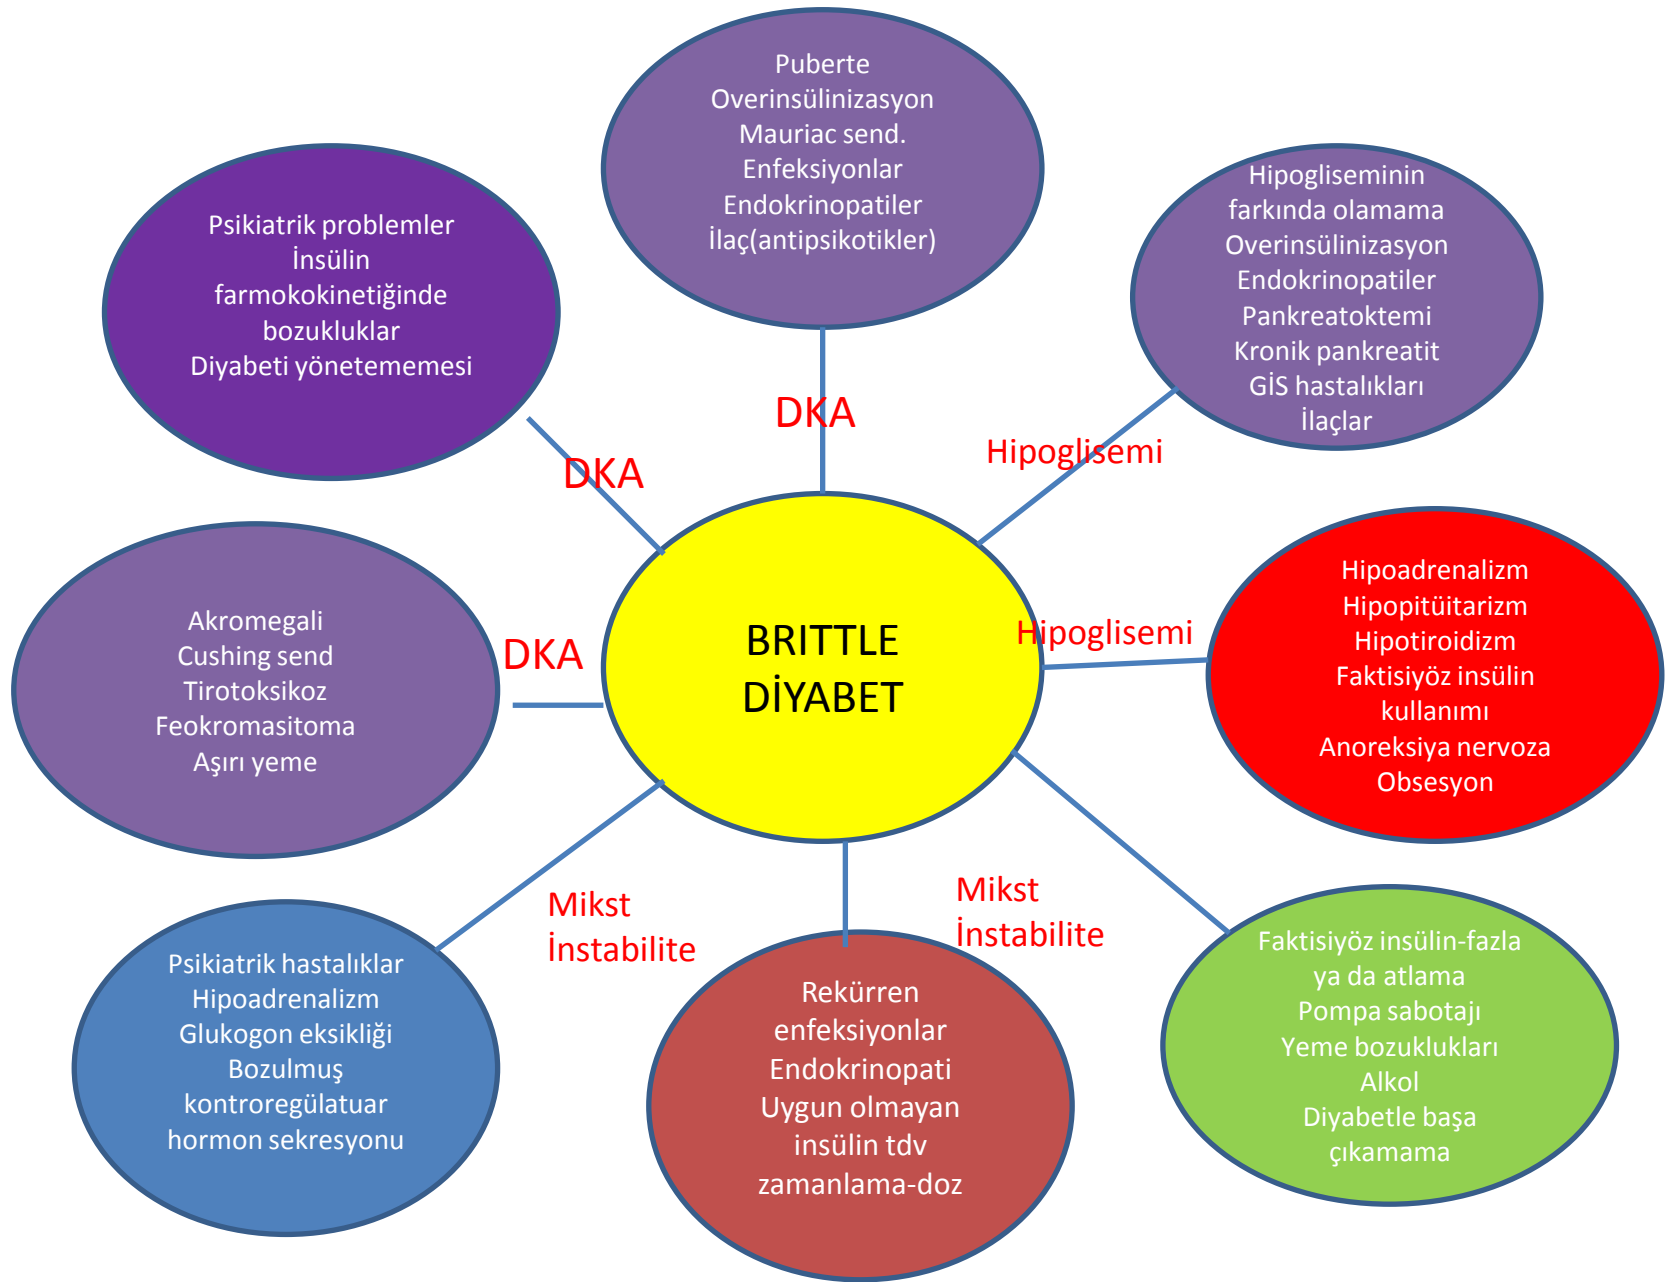 Puberte
Overinsülinizasyon
Mauriac send.
Enfeksiyonlar
Endokrinopatiler
İlaç(antipsikotikler)
Psikiatrik problemler
İnsülin
farmokokinetiğinde
bozukluklar
Diyabeti yönetememesi
Hipogliseminin
farkında olamama
Overinsülinizasyon
Endokrinopatiler
Pankreatoktemi
Kronik pankreatit
GİS hastalıkları
İlaçlar
DKA
DKA
Hipoglisemi
Akromegali
Cushing send
Tirotoksikoz
Feokromasitoma
Aşırı yeme
DKA
BRITTLE
DİYABET
Hipoglisemi
Hipoadrenalizm
Hipopitüitarizm
Hipotiroidizm
Faktisiyöz insülin
kullanımı
Anoreksiya nervoza
Obsesyon
Mikst
İnstabilite
Mikst
İnstabilite
Psikiatrik hastalıklar
Hipoadrenalizm
Glukogon eksikliği
Bozulmuş
kontroregülatuar
hormon sekresyonu
Rekürren
enfeksiyonlar
Endokrinopati
Uygun olmayan
insülin tdv
zamanlama-doz
Faktisiyöz insülin-fazla
ya da atlama
Pompa sabotajı
Yeme bozuklukları
Alkol
Diyabetle başa
çıkamama